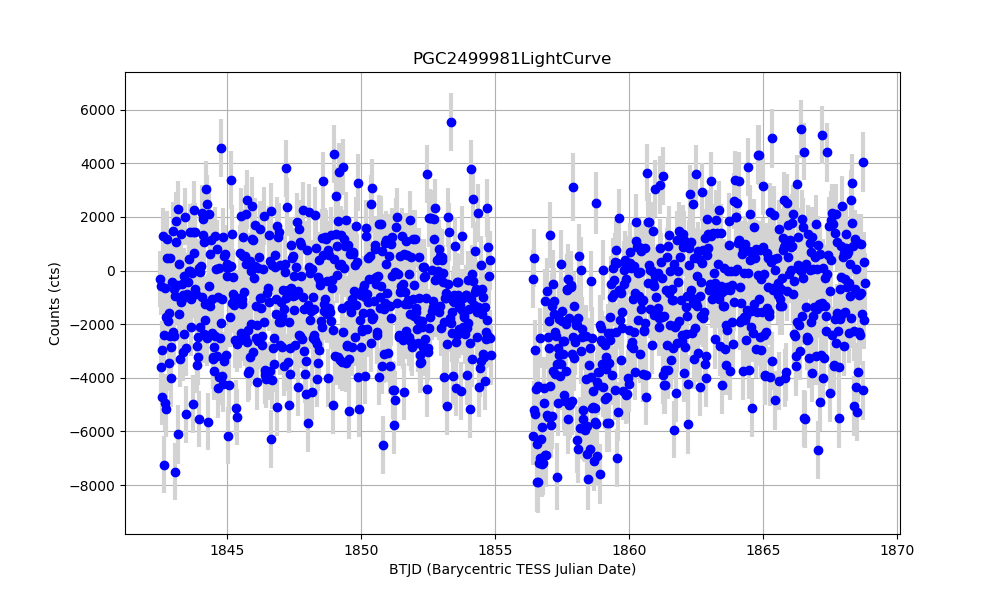 PGC2499981LightCurve
6000
4000
2000
0
−2000
−4000
−6000
−8000
Counts (cts)
1845 1850 1855 1860 1865 1870
BTJD (Barycentric TESS Julian Date)